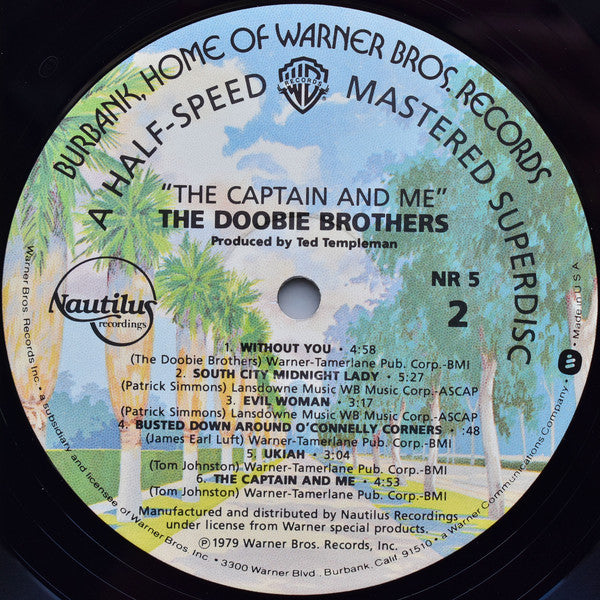 BURBANK, HOME OF WARNER BROS. RECORDS
A HALF-SPEED MASTERED SUPERDISC
WB
RECORDS
"THE CAPTAIN AND ME"
THE DOOBIE BROTHERS
Produced by Ted Templeman
Nautilus
recordings
NR 5
2
1. WITHOUT YOU • 4:58
(The Doobie Brothers) Warner-Tamerlane Pub. Corp.-BMI
2. SOUTH CITY MIDNIGHT LADY • 5:27
(Patrick Simmons) Lansdowne Music WB Music Corp.-ASCAP
3. EVIL WOMAN • 3:17
(Patrick Simmons) Lansdowne Music WB Music Corp.-ASCAP
4. BUSTED DOWN AROUND O'CONNELLY CORNERS • :48
(James Earl Luft) Warner-Tamerlane Pub. Corp.-BMI
5. UKIAH • 3:04
(Tom Johnston) Warner-Tamerlane Pub. Corp.-BMI
6. THE CAPTAIN AND ME • 4:53
(Tom Johnston) Warner-Tamerlane Pub. Corp.-BMI
Manufactured and distributed by Nautilus Recordings
under license from Warner special products.
Ⓟ 1979 Warner Bros. Records, Inc.
Warner Bros. Records Inc. • a subsidiary and licensee of Warner Bros. Inc. • 3300 Warner Blvd., Burbank, Calif. 91510 • a Warner Communications Company • Made in U.S.A.